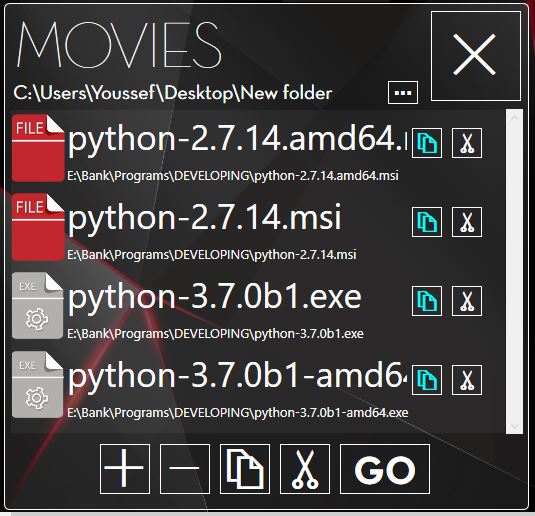 MOVIES
C:\Users\Youssef\Desktop\New folder
...
FILE
python-2.7.14.amd64.m
E:\Bank\Programs\DEVELOPING\python-2.7.14.amd64.msi
FILE
python-2.7.14.msi
E:\Bank\Programs\DEVELOPING\python-2.7.14.msi
EXE
python-3.7.0b1.exe
E:\Bank\Programs\DEVELOPING\python-3.7.0b1.exe
EXE
python-3.7.0b1-amd64
E:\Bank\Programs\DEVELOPING\python-3.7.0b1-amd64.exe
GO